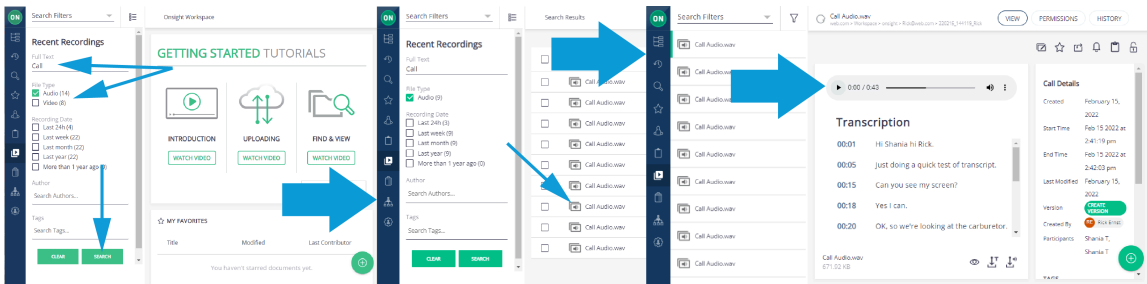 ON
Search Filters
Onsight Workspace
Recent Recordings
Full Text
Call
File Type
Audio (14)
Video (8)
Recording Date
Last 24h (4)
Last week (22)
Last month (22)
Last year (22)
More than 1 year ago (0)
Author
Search Authors...
Tags
Search Tags...
CLEAR
SEARCH
GETTING STARTED TUTORIALS
INTRODUCTION
UPLOADING
FIND & VIEW
WATCH VIDEO
WATCH VIDEO
WATCH VIDEO
MY FAVORITES
Title
Modified
Last Contributor
You haven't starred documents yet.
ON
Search Filters
Search Results
Recent Recordings
Full Text
Call
File Type
Audio (9)
Recording Date
Last 24h (3)
Last week (9)
Last month (9)
Last year (9)
More than 1 year ago (0)
Author
Search Authors...
Tags
Search Tags...
CLEAR
SEARCH
Call Audio.wav
Call Audio.wav
Call Audio.wav
Call Audio.wav
Call Audio.wav
Call Audio.wav
Call Audio.wav
Call Audio.wav
Call Audio.wav
ON
Search Filters
Call Audio.wav
Call Audio.wav
Call Audio.wav
Call Audio.wav
Call Audio.wav
Call Audio.wav
Call Audio.wav
Call Audio.wav
Call Audio.wav
Call Audio.wav
VIEW
PERMISSIONS
HISTORY
0:00 / 0:43
Transcription
00:01 Hi Shania hi Rick.
00:05 Just doing a quick test of transcript.
00:15 Can you see my screen?
00:18 Yes I can.
00:20 OK, so we're looking at the carburetor.
Call Audio.wav
671.92 KB
Call Details
Created February 15,
2022
Start Time Feb 15 2022 at
2:41:19 pm
End Time Feb 15 2022 at
2:42:03 pm
Last Modified February 15,
2022
Version CREATE
VERSION
Created By Rick Email
Participants Shania T,
Shania T
TAGS